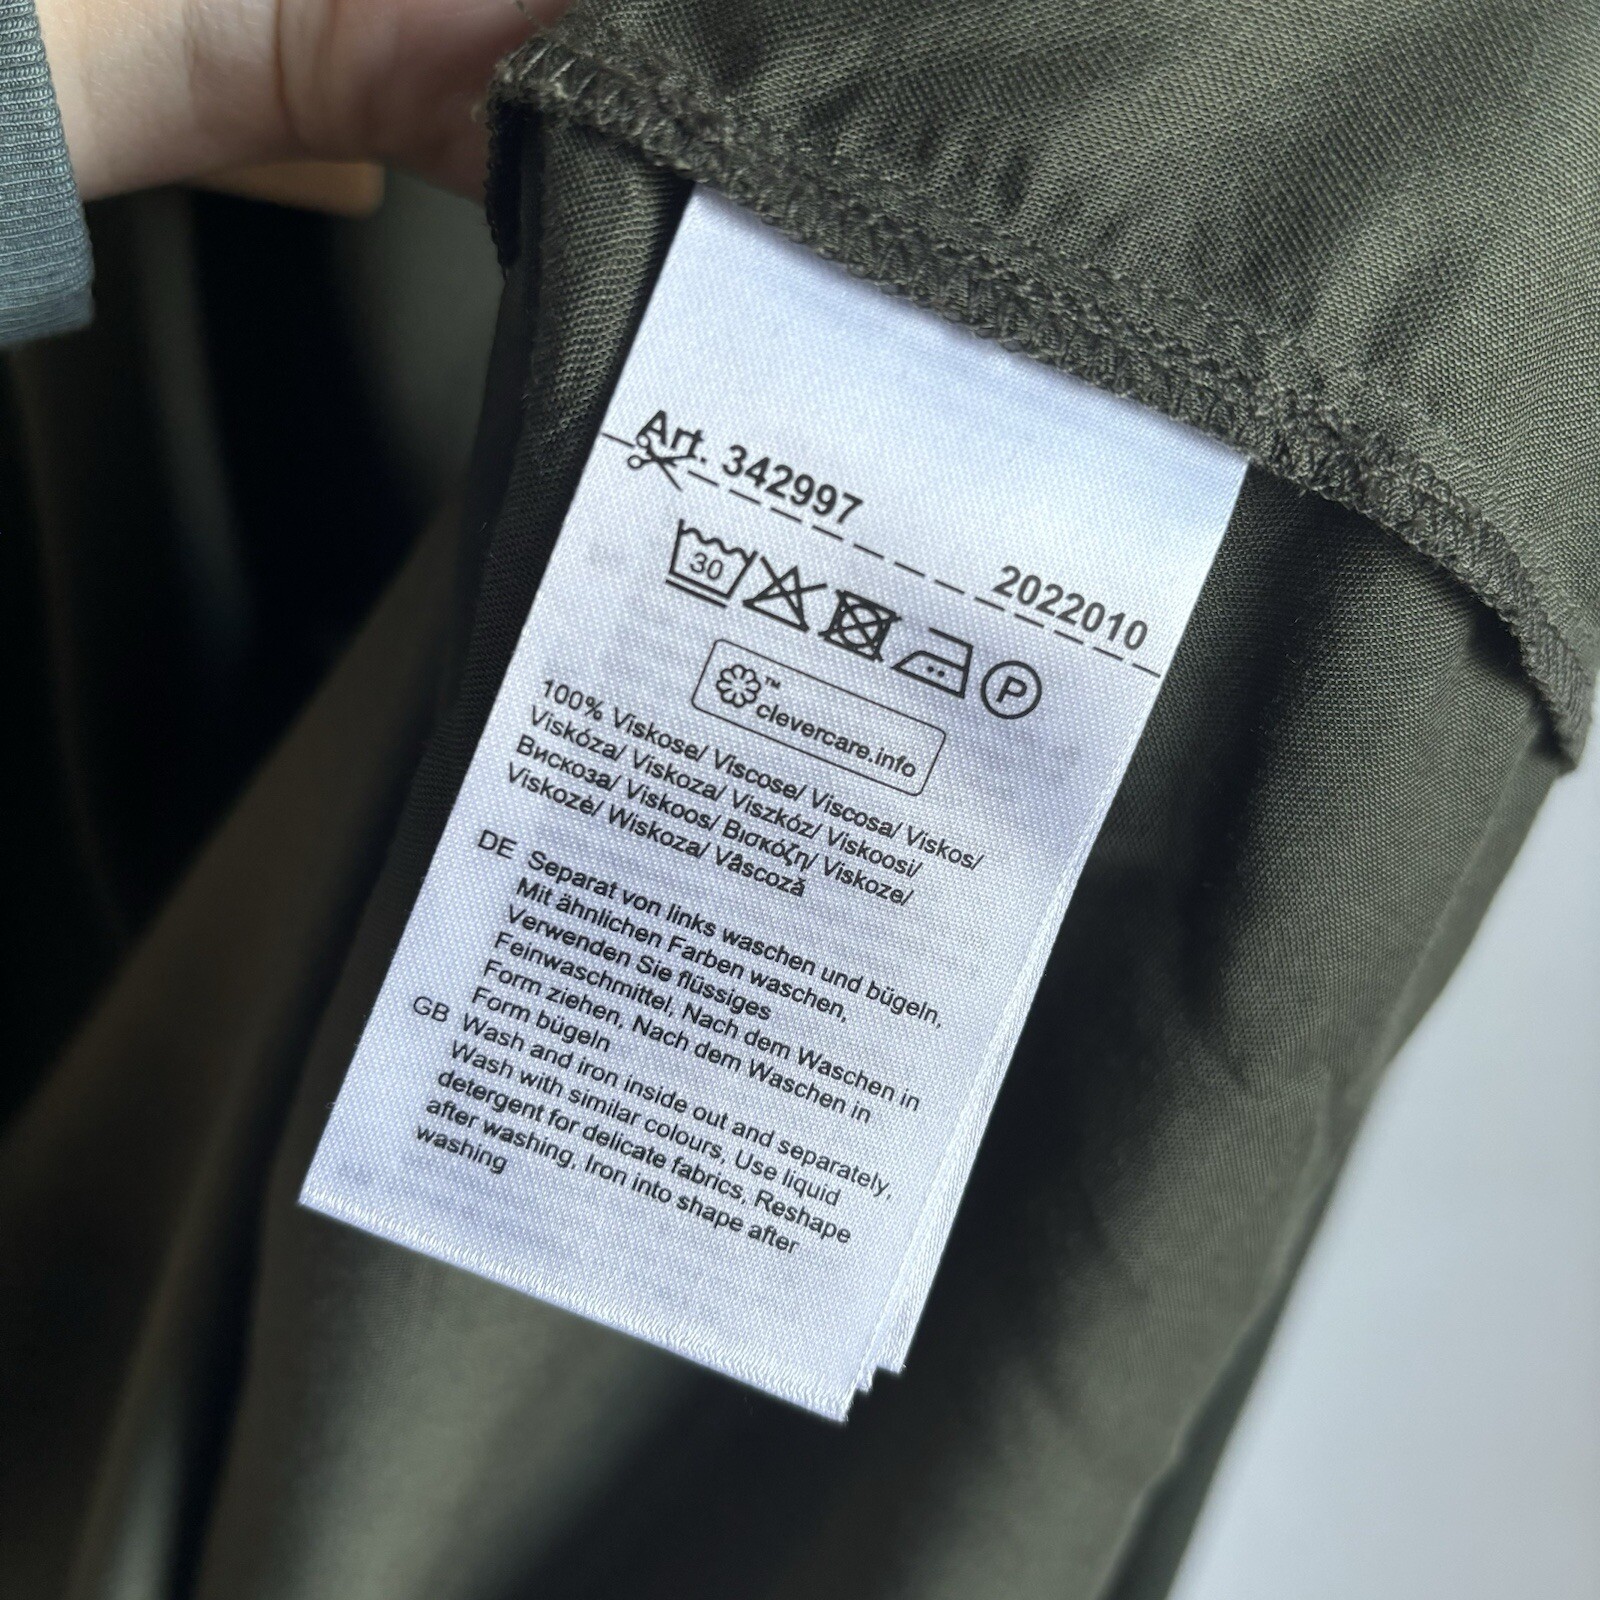 Art. 342997
2022010
30
P
™
clevercare.info
100% Viskose/ Viscose/ Viscosa/ Viskos/
Viskóza/ Viskoza/ Viszkóz/ Viskoosi/
Вискоза/ Viskoos/ Βισκόζη/ Viskoze/
Viskozė/ Wiskoza/ Vâscoză
DE Separat von links waschen und bügeln,
Mit ähnlichen Farben waschen,
Verwenden Sie flüssiges
Feinwaschmittel, Nach dem Waschen in
Form ziehen, Nach dem Waschen in
Form bügeln
GB Wash and iron inside out and separately,
Wash with similar colours, Use liquid
detergent for delicate fabrics, Reshape
after washing, Iron into shape after
washing